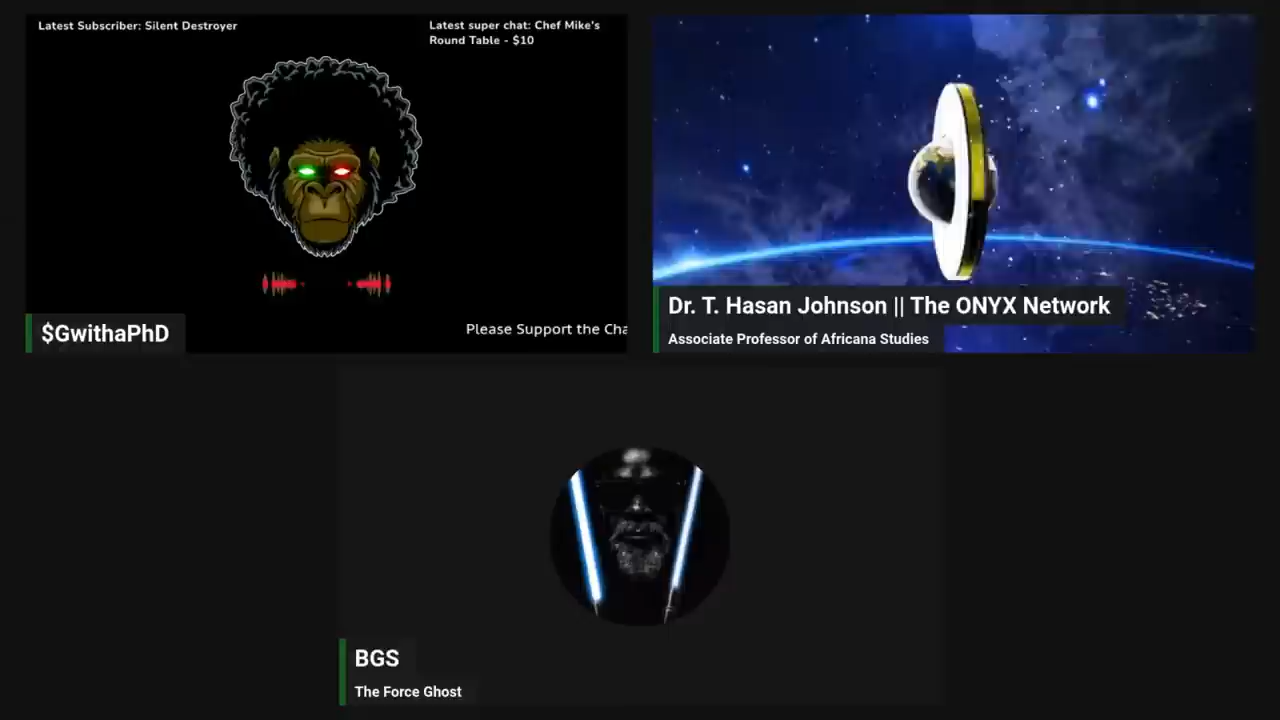 Latest Subscriber: Silent Destroyer
Latest super chat: Chef Mike's
Round Table - $10
Please Support the Cha
$GwithaPhD
Dr. T. Hasan Johnson || The ONYX Network
Associate Professor of Africana Studies
BGS
The Force Ghost